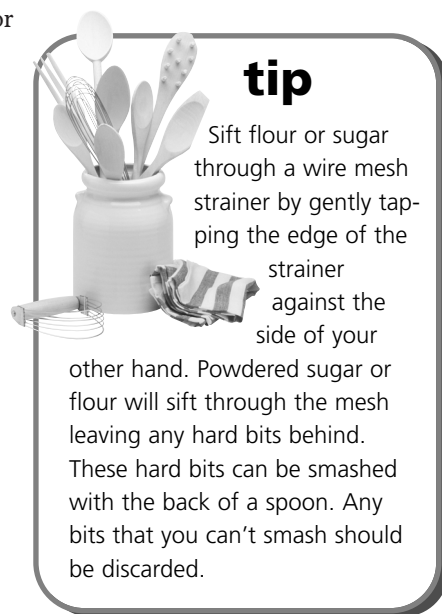 or
tip
Sift flour or sugar
through a wire mesh
strainer by gently tap-
ping the edge of the
strainer
against the
side of your
other hand. Powdered sugar or
flour will sift through the mesh
leaving any hard bits behind.
These hard bits can be smashed
with the back of a spoon. Any
bits that you can’t smash should
be discarded.